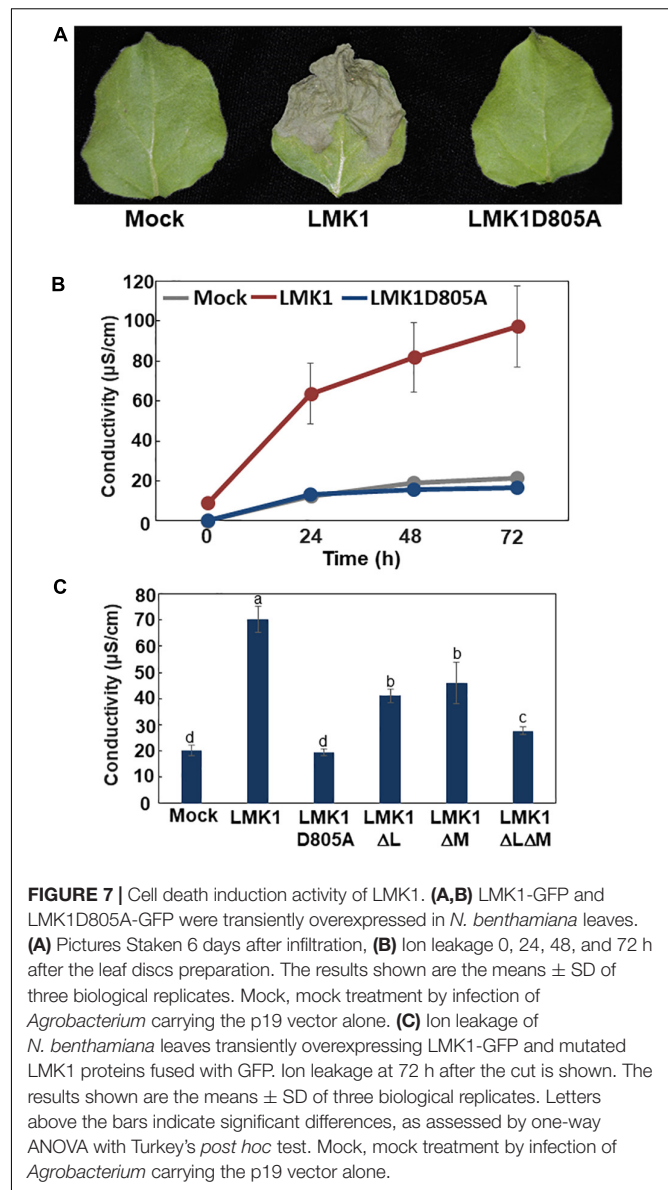 A
Mock LMK1 LMK1D805A
B
Mock LMK1 LMK1D805A
Conductivity (µS/cm)
120
100
80
60
40
20
0
0 24 48 72
Time (h)
C
Conductivity (µS/cm)
80
70
60
50
40
30
20
10
0
d a d b b c
Mock LMK1 LMK1 LMK1 LMK1 LMK1
D805A ΔL ΔM ΔLΔM
FIGURE 7 | Cell death induction activity of LMK1. (A,B) LMK1-GFP and
LMK1D805A-GFP were transiently overexpressed in N. benthamiana leaves.
(A) Pictures Staken 6 days after infiltration, (B) Ion leakage 0, 24, 48, and 72 h
after the leaf discs preparation. The results shown are the means ± SD of
three biological replicates. Mock, mock treatment by infection of
Agrobacterium carrying the p19 vector alone. (C) Ion leakage of
N. benthamiana leaves transiently overexpressing LMK1-GFP and mutated
LMK1 proteins fused with GFP. Ion leakage at 72 h after the cut is shown. The
results shown are the means ± SD of three biological replicates. Letters
above the bars indicate significant differences, as assessed by one-way
ANOVA with Turkey's post hoc test. Mock, mock treatment by infection of
Agrobacterium carrying the p19 vector alone.